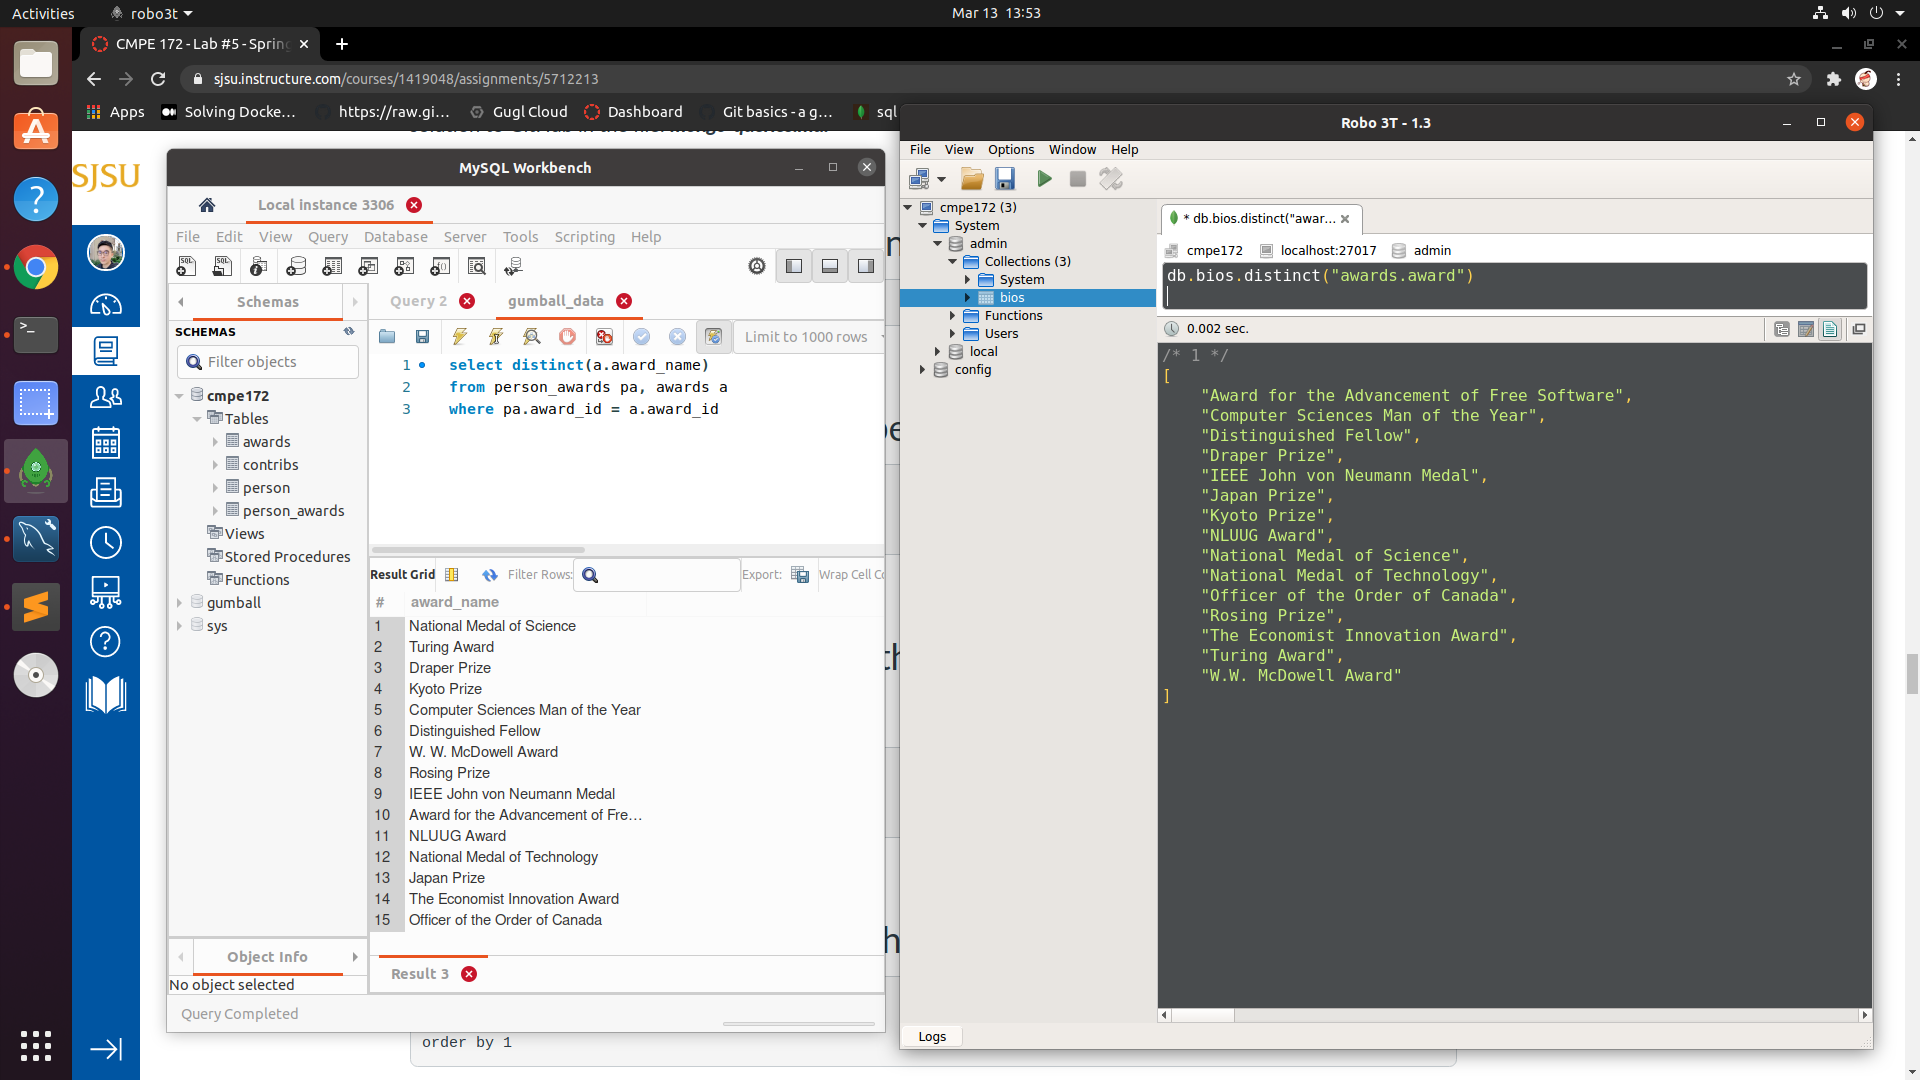 Activities
robo3t
Mar 13 13:53
CMPE 172 - Lab #5 - Spring
sjsu.instructure.com/courses/1419048/assignments/5712213
Apps
Solving Docke...
https://raw.gi...
Gugl Cloud
Dashboard
Git basics - a g...
sql
SJSU
MySQL Workbench
Local instance 3306
File Edit View Query Database Server Tools Scripting Help
Schemas
Query 2
gumball_data
SCHEMAS
Filter objects
Limit to 1000 rows
cmpe172
Tables
awards
contribs
person
person_awards
Views
Stored Procedures
Functions
gumball
sys
1 select distinct(a.award_name)
2 from person_awards pa, awards a
3 where pa.award_id = a.award_id
Result Grid
Filter Rows:
Export:
Wrap Cell Co
# award_name
1 National Medal of Science
2 Turing Award
3 Draper Prize
4 Kyoto Prize
5 Computer Sciences Man of the Year
6 Distinguished Fellow
7 W. W. McDowell Award
8 Rosing Prize
9 IEEE John von Neumann Medal
10 Award for the Advancement of Fre...
11 NLUUG Award
12 National Medal of Technology
13 Japan Prize
14 The Economist Innovation Award
15 Officer of the Order of Canada
Object Info
No object selected
Result 3
Query Completed
order by 1
Robo 3T - 1.3
File View Options Window Help
cmpe172 (3)
System
admin
Collections (3)
System
bios
Functions
Users
local
config
* db.bios.distinct("awar...
cmpe172 localhost:27017 admin
db.bios.distinct("awards.award")
0.002 sec.
/* 1 */
[
"Award for the Advancement of Free Software",
"Computer Sciences Man of the Year",
"Distinguished Fellow",
"Draper Prize",
"IEEE John von Neumann Medal",
"Japan Prize",
"Kyoto Prize",
"NLUUG Award",
"National Medal of Science",
"National Medal of Technology",
"Officer of the Order of Canada",
"Rosing Prize",
"The Economist Innovation Award",
"Turing Award",
"W.W. McDowell Award"
]
Logs